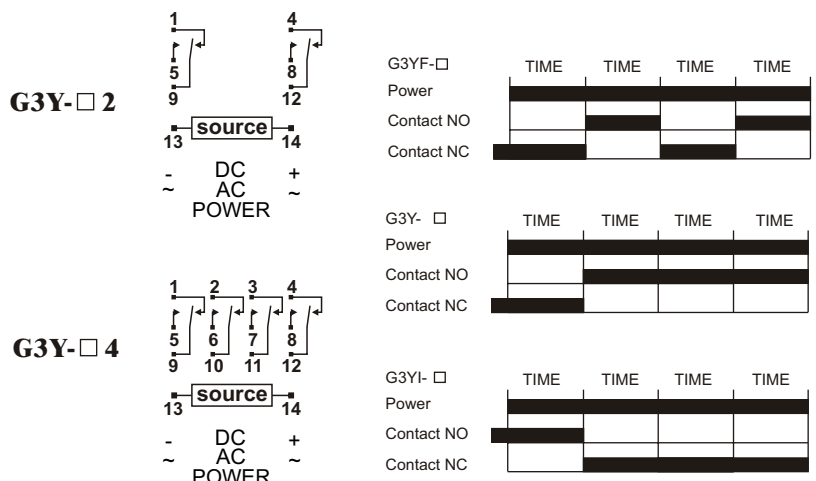 1 4
5 8
9 12
G3Y-□ 2
source
13 14
- DC +
~ AC ~
POWER
1 2 3 4
5 6 7 8
9 10 11 12
G3Y-□ 4
source
13 14
- DC +
~ AC ~
POWER
G3YF-□ TIME TIME TIME TIME
Power
Contact NO
Contact NC
G3Y- □ TIME TIME TIME TIME
Power
Contact NO
Contact NC
G3YI- □ TIME TIME TIME TIME
Power
Contact NO
Contact NC